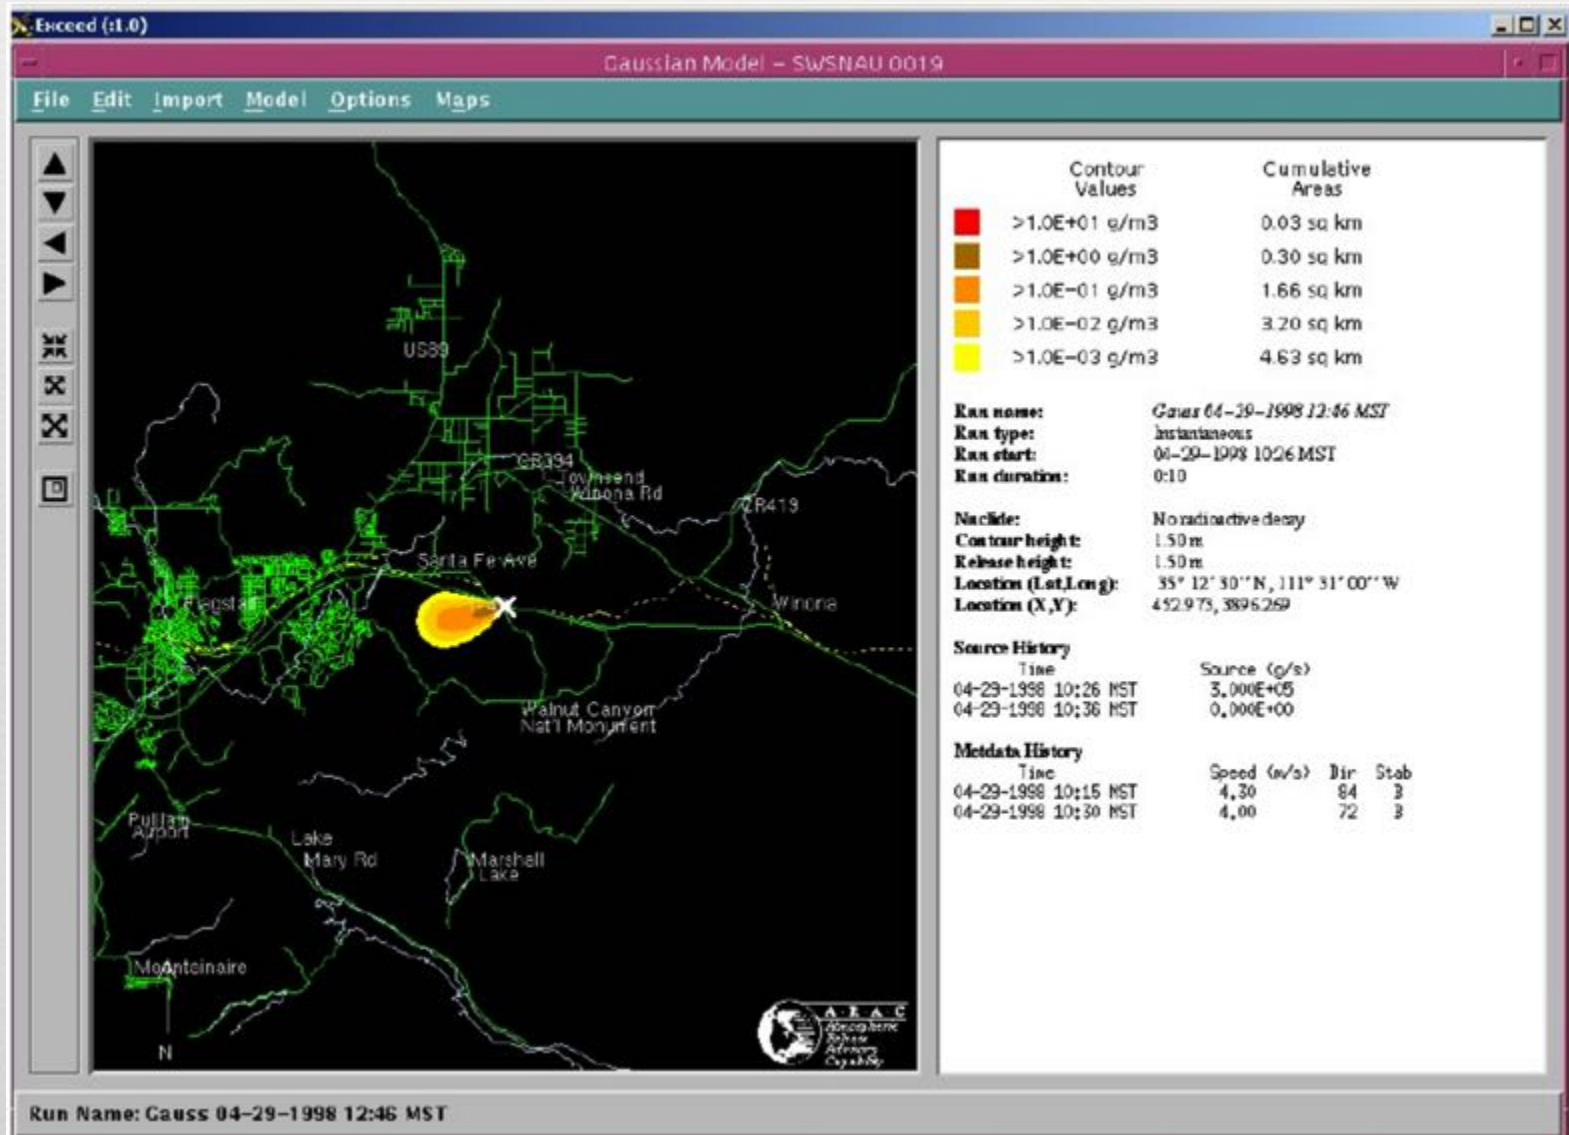 Exceed (:1.0)
Gaussian Model - SWSNAU 0019
File Edit Import Model Options Maps
US89
CR394
Townsend
Winona Rd
CR419
Santa Fe Ave
Flagstaff
Winona
Walnut Canyon
Nat'l Monument
Pulliam
Airport
Lake
Mary Rd
Marshall
Lake
Mountainaire
N
A R A C
Atmospheric
Release
Advisory
Capability
Contour Values Cumulative Areas
>1.0E+01 g/m3 0.03 sq km
>1.0E+00 g/m3 0.30 sq km
>1.0E-01 g/m3 1.66 sq km
>1.0E-02 g/m3 3.20 sq km
>1.0E-03 g/m3 4.63 sq km
Run name: Gauss 04-29-1998 12:46 MST
Run type: Instantaneous
Run start: 04-29-1998 10:26 MST
Run duration: 0:10
Nuclide: No radioactive decay
Contour height: 1.50 m
Release height: 1.50 m
Location (Lat,Long): 35° 12' 30'' N, 111° 31' 00'' W
Location (X,Y): 452.973, 3896.269
Source History
Time Source (g/s)
04-29-1998 10:26 MST 3.000E+05
04-29-1998 10:36 MST 0.000E+00
Metdata History
Time Speed (m/s) Dir Stab
04-29-1998 10:15 MST 4.30 84 B
04-29-1998 10:30 MST 4.00 72 B
Run Name: Gauss 04-29-1998 12:46 MST